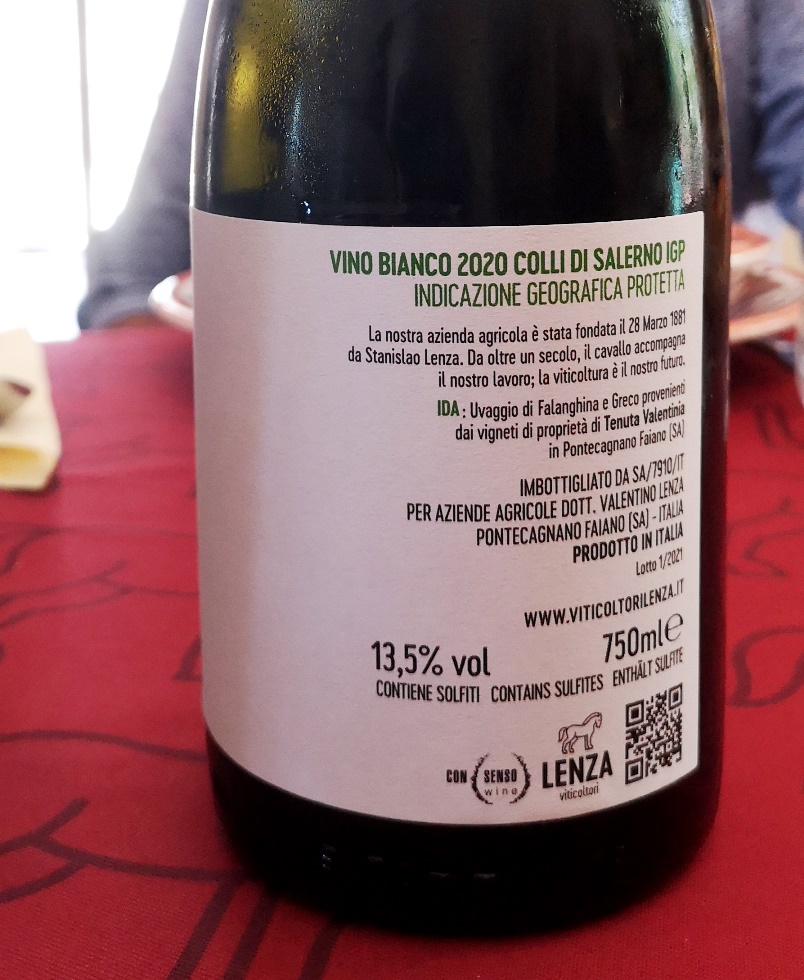 VINO BIANCO 2020 COLLI DI SALERNO IGP
INDICAZIONE GEOGRAFICA PROTETTA
La nostra azienda agricola è stata fondata il 28 Marzo 1881
da Stanislao Lenza. Da oltre un secolo, il cavallo accompagna
il nostro lavoro; la viticoltura è il nostro futuro.
IDA : Uvaggio di Falanghina e Greco provenienti
dai vigneti di proprietà di Tenuta Valentinia
in Pontecagnano Faiano (SA)
IMBOTTIGLIATO DA SA/7910/IT
PER AZIENDE AGRICOLE DOTT. VALENTINO LENZA
PONTECAGNANO FAIANO (SA) - ITALIA
PRODOTTO IN ITALIA
Lotto 1/2021
WWW.VITICOLTORILENZA.IT
13,5% vol 750ml e
CONTIENE SOLFITI CONTAINS SULFITES ENTHÄLT SULFITE
CON SENSO
wine
LENZA
viticoltori